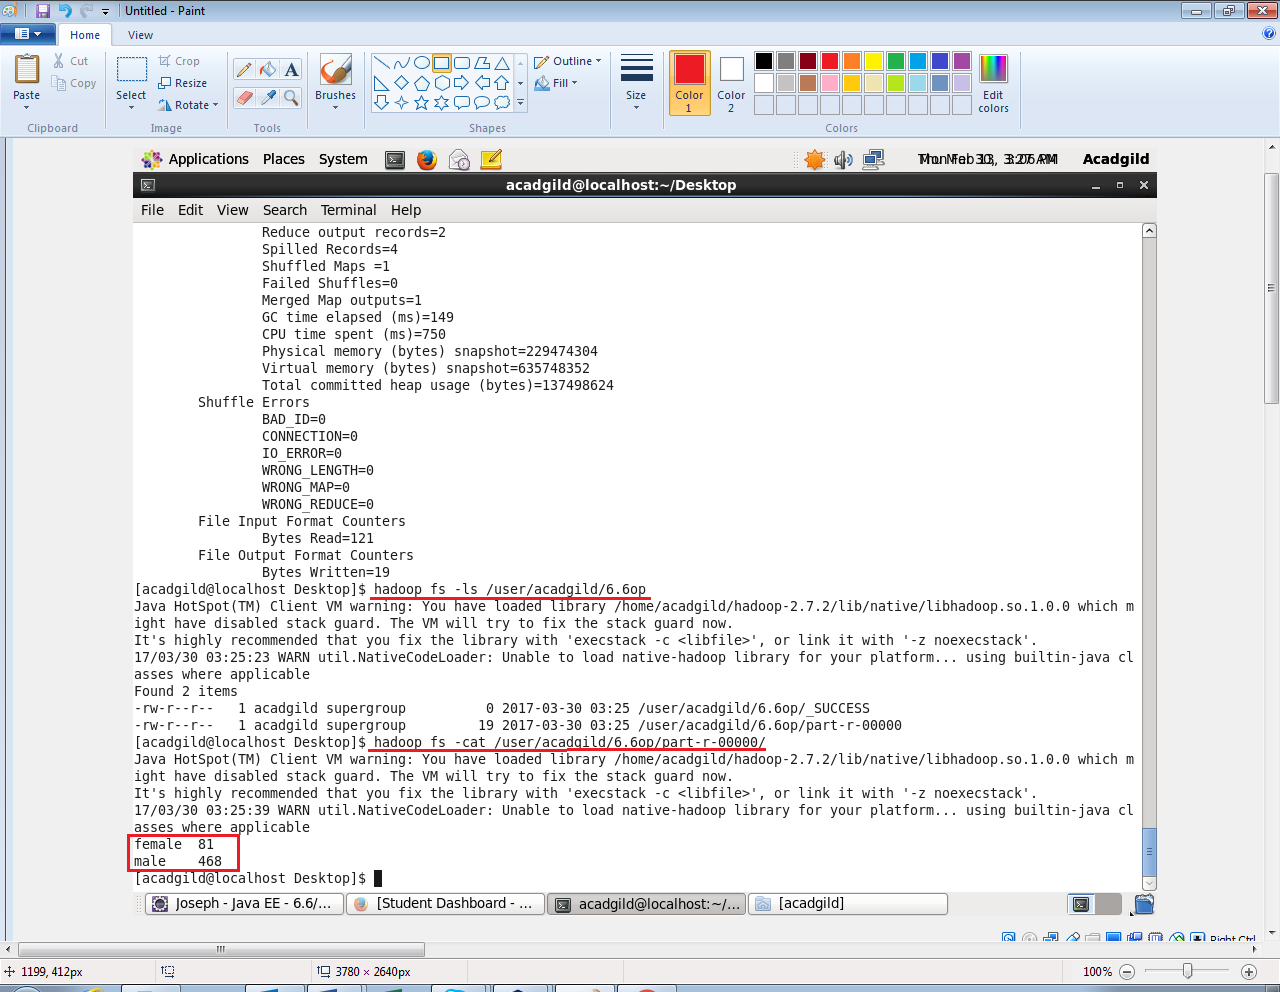 Untitled - Paint
Home View
Paste Cut Copy Clipboard
Select Crop Resize Rotate Image
Tools
Brushes
Outline Fill Shapes
Size
Color 1 Color 2 Edit colors Colors
Applications Places System Acadgild
acadgild@localhost:~/Desktop
File Edit View Search Terminal Help
Reduce output records=2
Spilled Records=4
Shuffled Maps =1
Failed Shuffles=0
Merged Map outputs=1
GC time elapsed (ms)=149
CPU time spent (ms)=750
Physical memory (bytes) snapshot=229474304
Virtual memory (bytes) snapshot=635748352
Total committed heap usage (bytes)=137498624
Shuffle Errors
BAD_ID=0
CONNECTION=0
IO_ERROR=0
WRONG_LENGTH=0
WRONG_MAP=0
WRONG_REDUCE=0
File Input Format Counters
Bytes Read=121
File Output Format Counters
Bytes Written=19
[acadgild@localhost Desktop]$ hadoop fs -ls /user/acadgild/6.6op
Java HotSpot(TM) Client VM warning: You have loaded library /home/acadgild/hadoop-2.7.2/lib/native/libhadoop.so.1.0.0 which m
ight have disabled stack guard. The VM will try to fix the stack guard now.
It's highly recommended that you fix the library with 'execstack -c <libfile>', or link it with '-z noexecstack'.
17/03/30 03:25:23 WARN util.NativeCodeLoader: Unable to load native-hadoop library for your platform... using builtin-java cl
asses where applicable
Found 2 items
-rw-r--r-- 1 acadgild supergroup 0 2017-03-30 03:25 /user/acadgild/6.6op/_SUCCESS
-rw-r--r-- 1 acadgild supergroup 19 2017-03-30 03:25 /user/acadgild/6.6op/part-r-00000
[acadgild@localhost Desktop]$ hadoop fs -cat /user/acadgild/6.6op/part-r-00000/
Java HotSpot(TM) Client VM warning: You have loaded library /home/acadgild/hadoop-2.7.2/lib/native/libhadoop.so.1.0.0 which m
ight have disabled stack guard. The VM will try to fix the stack guard now.
It's highly recommended that you fix the library with 'execstack -c <libfile>', or link it with '-z noexecstack'.
17/03/30 03:25:39 WARN util.NativeCodeLoader: Unable to load native-hadoop library for your platform... using builtin-java cl
asses where applicable
female 81
male 468
[acadgild@localhost Desktop]$
Joseph - Java EE - 6.6/... [Student Dashboard - ... acadgild@localhost:~/... [acadgild]
Right Ctrl
1199, 412px 3780 × 2640px 100%